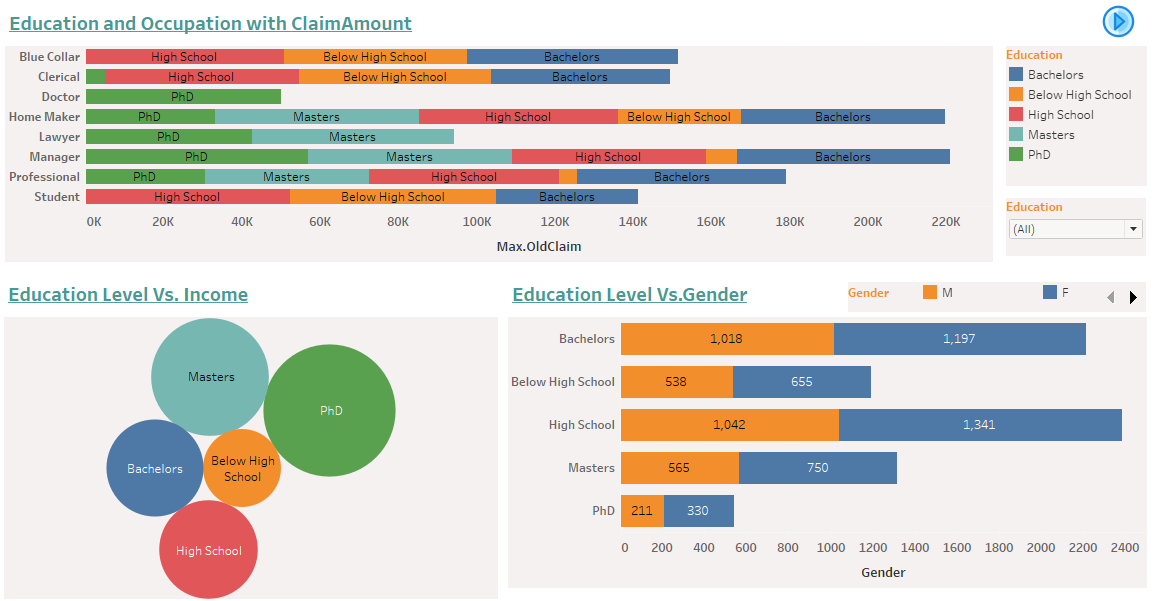 Education and Occupation with ClaimAmount
Blue Collar High School Below High School Bachelors
Clerical High School Below High School Bachelors
Doctor PhD
Home Maker PhD Masters High School Below High School Bachelors
Lawyer PhD Masters
Manager PhD Masters High School Bachelors
Professional PhD Masters High School Bachelors
Student High School Below High School Bachelors
0K 20K 40K 60K 80K 100K 120K 140K 160K 180K 200K 220K
Max.OldClaim
Education
Bachelors
Below High School
High School
Masters
PhD
Education
(All)
Education Level Vs. Income
Masters
PhD
Bachelors
Below High
School
High School
Education Level Vs.Gender
Gender M F
Bachelors 1,018 1,197
Below High School 538 655
High School 1,042 1,341
Masters 565 750
PhD 211 330
0 200 400 600 800 1000 1200 1400 1600 1800 2000 2200 2400
Gender